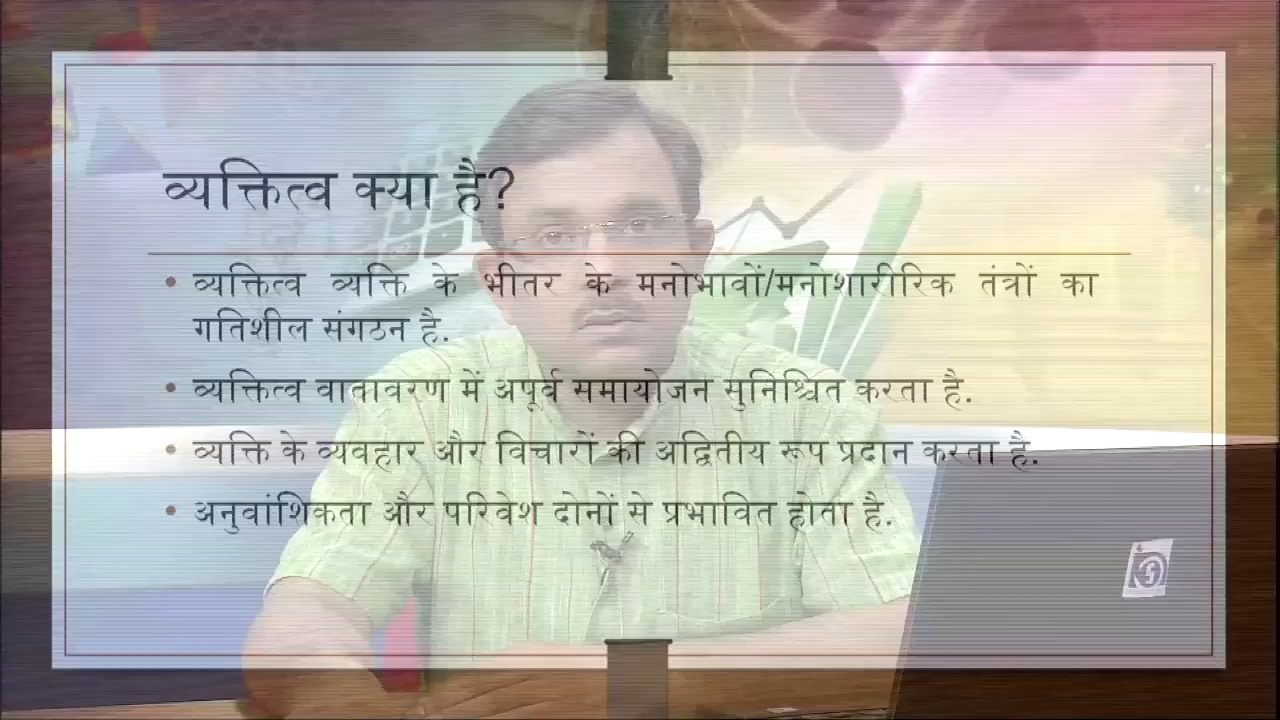 व्यक्तित्व क्या है?
• व्यक्तित्व व्यक्ति के भीतर के मनोभावों/मनोशारीरिक तंत्रों का
गतिशील संगठन है.
• व्यक्तित्व वातावरण में अपूर्व समायोजन सुनिश्चित करता है.
• व्यक्ति के व्यवहार और विचारों की अद्वितीय रूप प्रदान करता है.
• अनुवांशिकता और परिवेश दोनों से प्रभावित होता है.